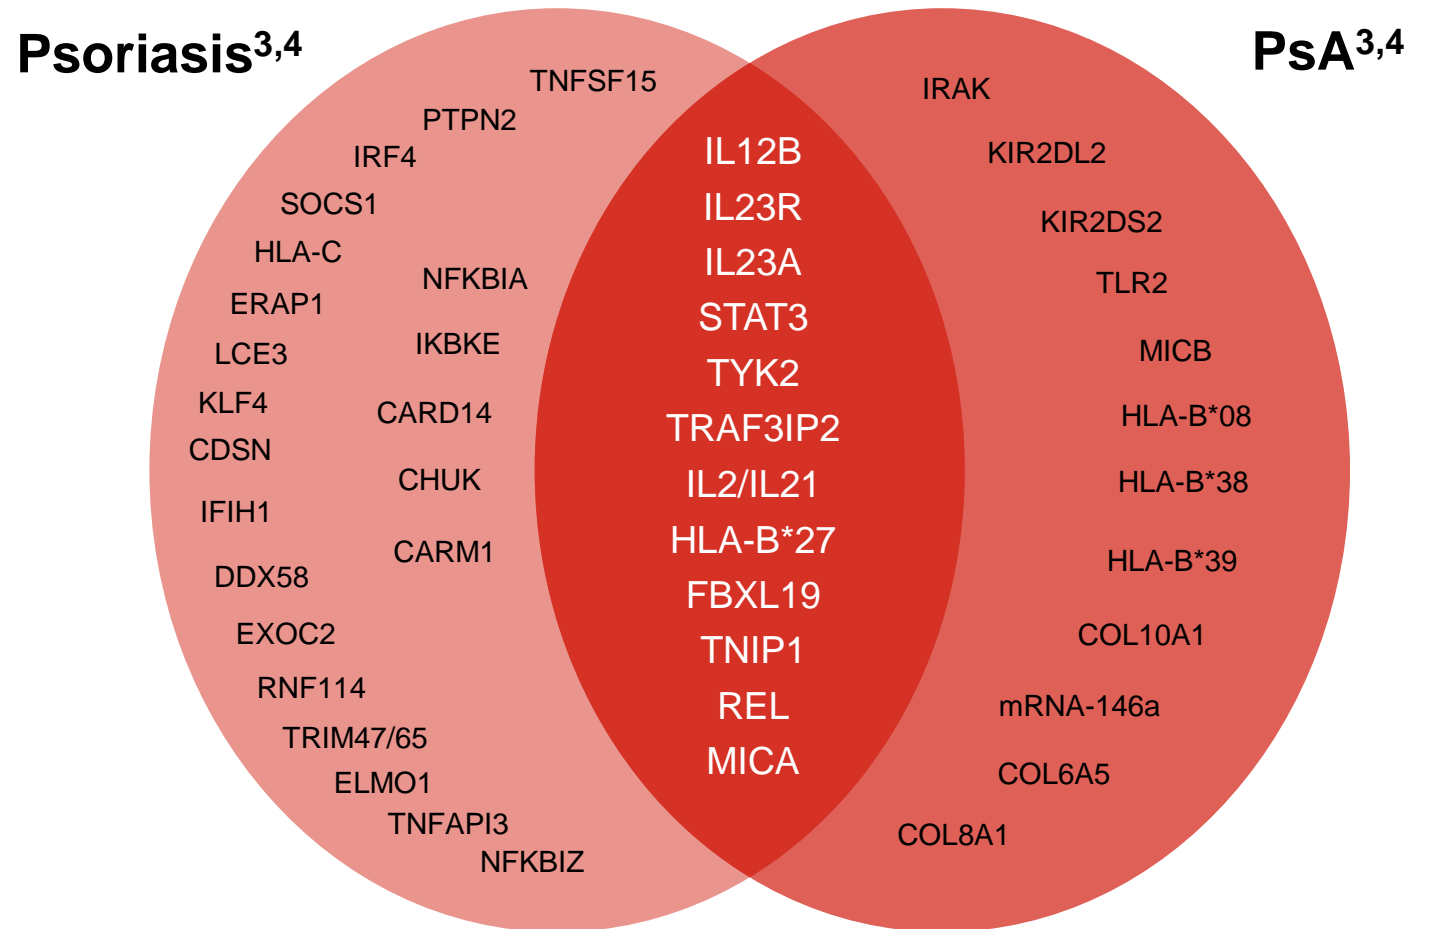 Psoriasis3,4
PsA3,4
TNFSF15
PTPN2
IRF4
SOCS1
HLA-C
ERAP1
LCE3
KLF4
CDSN
IFIH1
DDX58
EXOC2
RNF114
TRIM47/65
ELMO1
TNFAPI3
NFKBIZ
NFKBIA
IKBKE
CARD14
CHUK
CARM1
IL12B
IL23R
IL23A
STAT3
TYK2
TRAF3IP2
IL2/IL21
HLA-B*27
FBXL19
TNIP1
REL
MICA
IRAK
KIR2DL2
KIR2DS2
TLR2
MICB
HLA-B*08
HLA-B*38
HLA-B*39
COL10A1
mRNA-146a
COL6A5
COL8A1